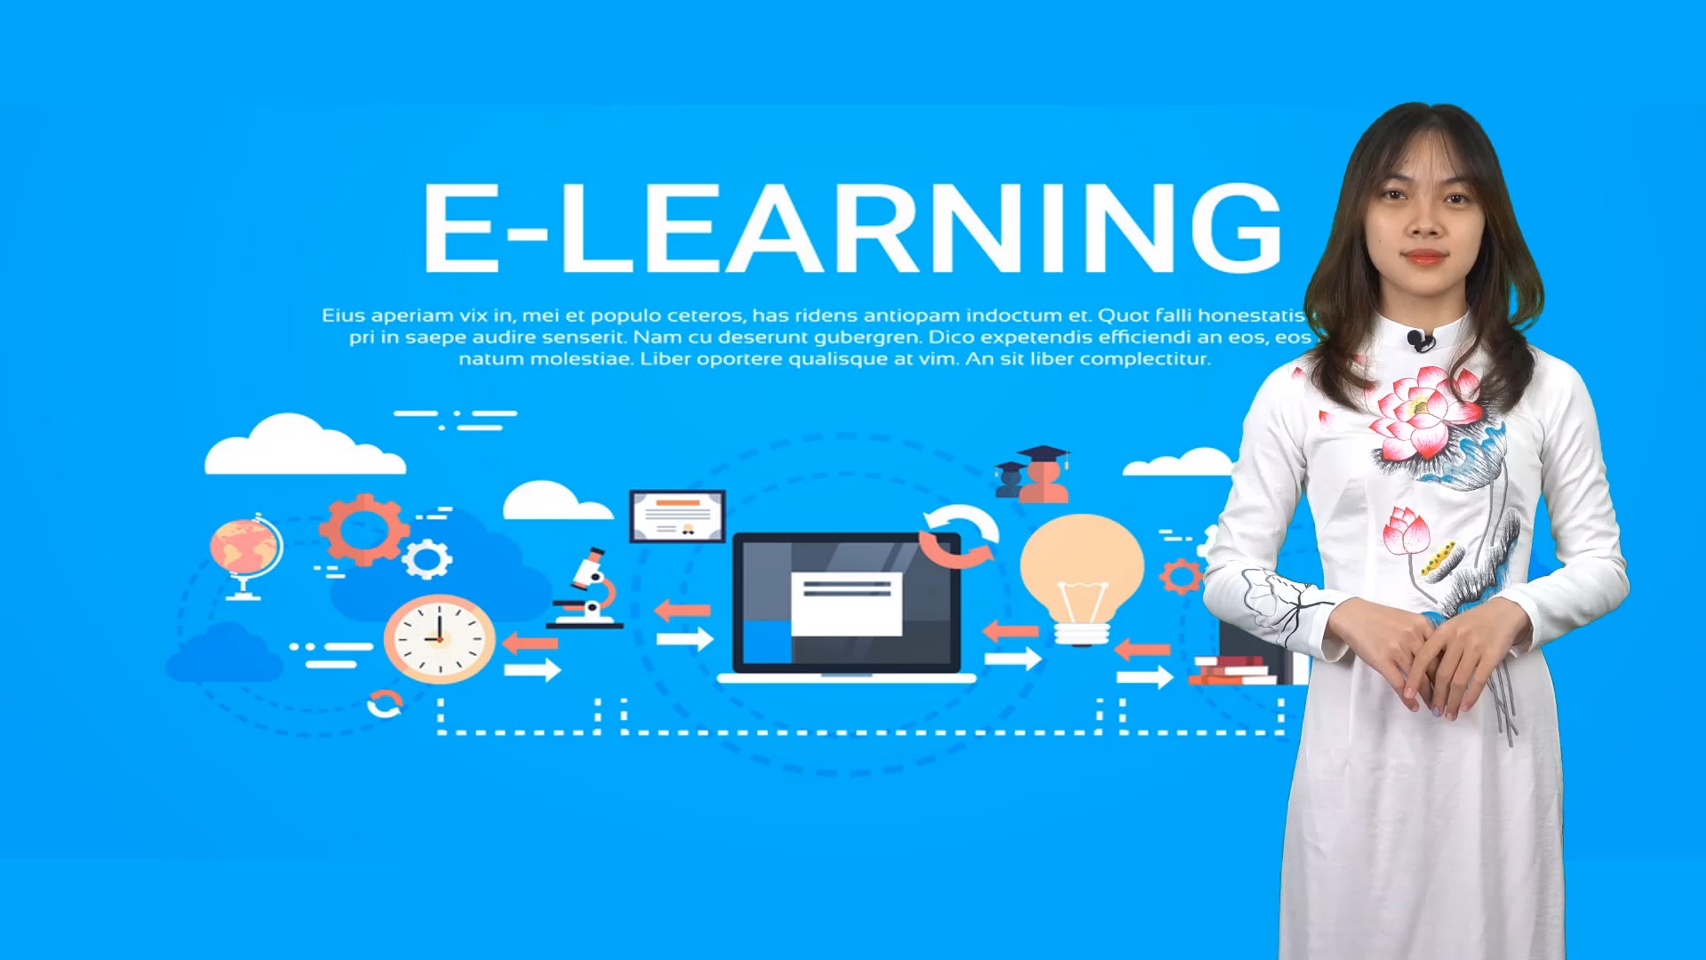 E-LEARNING
Eius aperiam vix in, mei et populo ceteros, has ridens antiopam indoctum et. Quot falli honestatis
pri in saepe audire senserit. Nam cu deserunt gubergren. Dico expetendis efficiendi an eos, eos
natum molestiae. Liber oportere qualisque at vim. An sit liber complectitur.